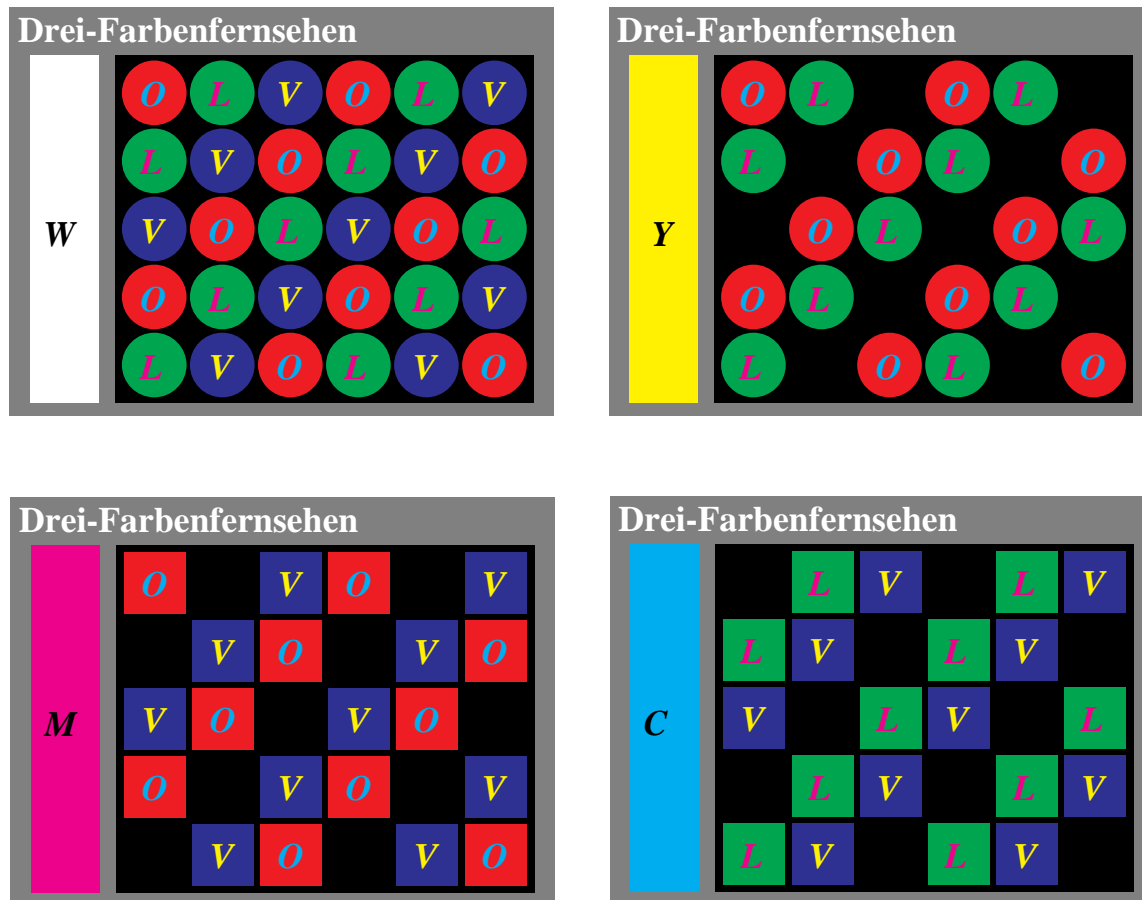 Drei-Farbenfernsehen
O L V O L V
L V O L V O
W V O L V O L
O L V O L V
L V O L V O
Drei-Farbenfernsehen
O L O L
L O L O
Y O L O L
O L O L
L O L O
Drei-Farbenfernsehen
O V O V
V O V O
M V O V O
O V O V
V O V O
Drei-Farbenfernsehen
L V L V
L V L V
C V L V L
L V L V
L V L V